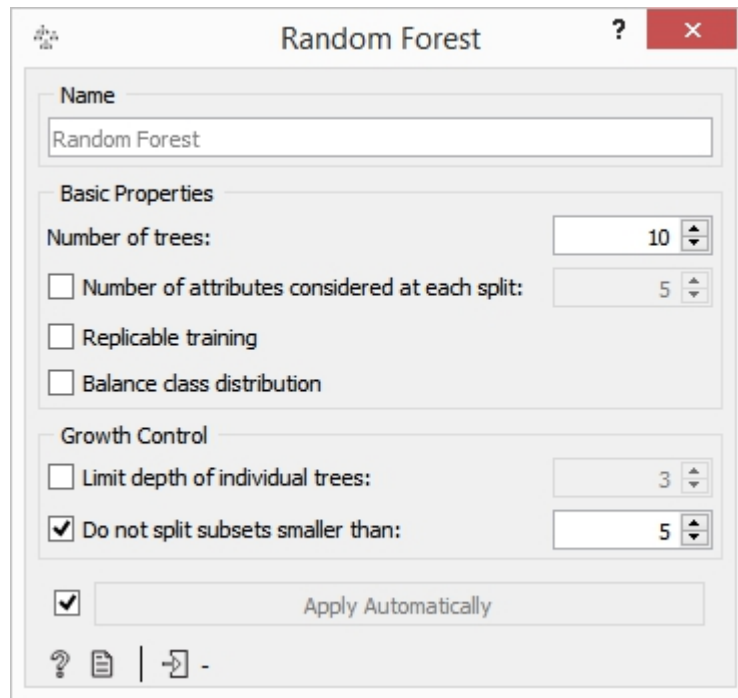 Random Forest ?
Name
Random Forest
Basic Properties
Number of trees: 10
Number of attributes considered at each split: 5
Replicable training
Balance class distribution
Growth Control
Limit depth of individual trees: 3
Do not split subsets smaller than: 5
Apply Automatically
? -